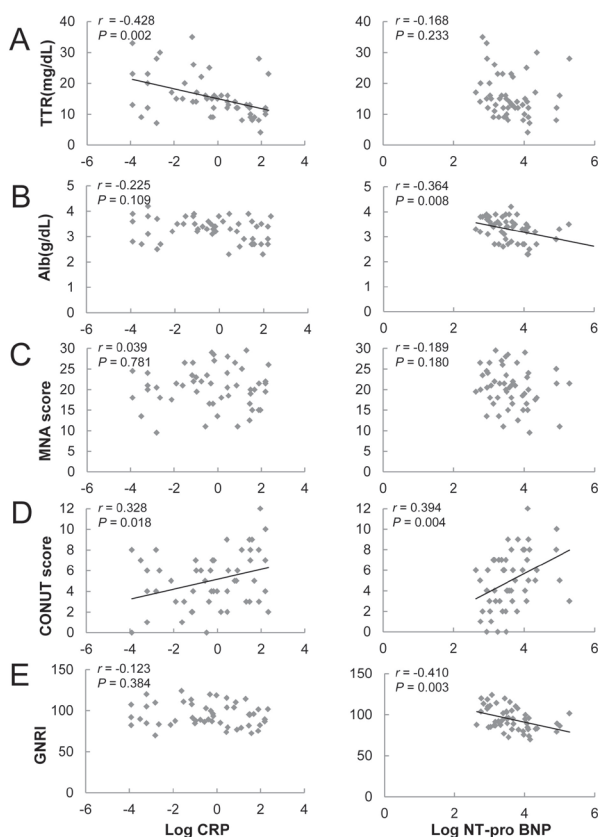 A
r = -0.428
P = 0.002
TTR(mg/dL)
40
30
20
10
0
-6 -4 -2 0 2 4
r = -0.168
P = 0.233
40
30
20
10
0
0 2 4 6
B
r = -0.225
P = 0.109
Alb(g/dL)
5
4
3
2
1
0
-6 -4 -2 0 2 4
r = -0.364
P = 0.008
5
4
3
2
1
0
0 2 4 6
C
r = 0.039
P = 0.781
MNA score
30
25
20
15
10
5
0
-6 -4 -2 0 2 4
r = -0.189
P = 0.180
30
25
20
15
10
5
0
0 2 4 6
D
r = 0.328
P = 0.018
CONUT score
12
10
8
6
4
2
0
-6 -4 -2 0 2 4
r = 0.394
P = 0.004
12
10
8
6
4
2
0
0 2 4 6
E
r = -0.123
P = 0.384
GNRI
150
100
50
0
-6 -4 -2 0 2 4
Log CRP
r = -0.410
P = 0.003
150
100
50
0
0 2 4 6
Log NT-pro BNP